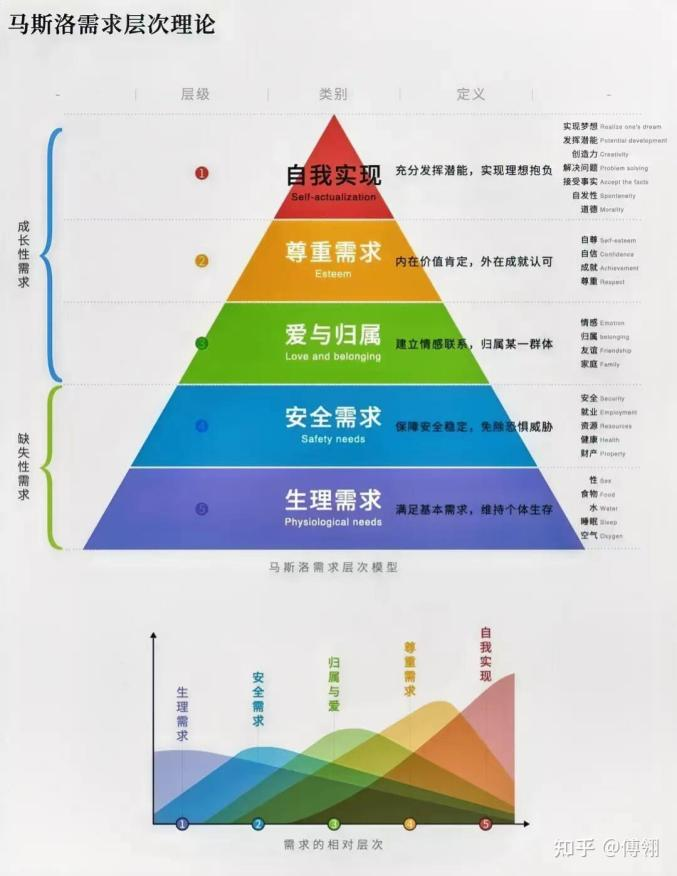 马斯洛需求层次理论
- 层级 类别 定义 -
成长性需求
缺失性需求
1
自我实现
Self-actualization
充分发挥潜能，实现理想抱负
实现梦想 Realize one's dream
发挥潜能 Potential development
创造力 Creativity
解决问题 Problem solving
接受事实 Accept the facts
自发性 Spontaneity
道德 Morality
2
尊重需求
Esteem
内在价值肯定，外在成就认可
自尊 Self-esteem
自信 Confidence
成就 Achievement
尊重 Respect
3
爱与归属
Love and belonging
建立情感联系，归属某一群体
情感 Emotion
归属 belonging
友谊 Friendship
家庭 Family
4
安全需求
Safety needs
保障安全稳定，免除恐惧威胁
安全 Security
就业 Employment
资源 Resources
健康 Health
财产 Property
5
生理需求
Physiological needs
满足基本需求，维持个体生存
性 Sex
食物 Food
水 Water
睡眠 Sleep
空气 Oxygen
马斯洛需求层次模型
生理需求
安全需求
归属与爱
尊重需求
自我实现
1 2 3 4 5
需求的相对层次
知乎 @傅翎